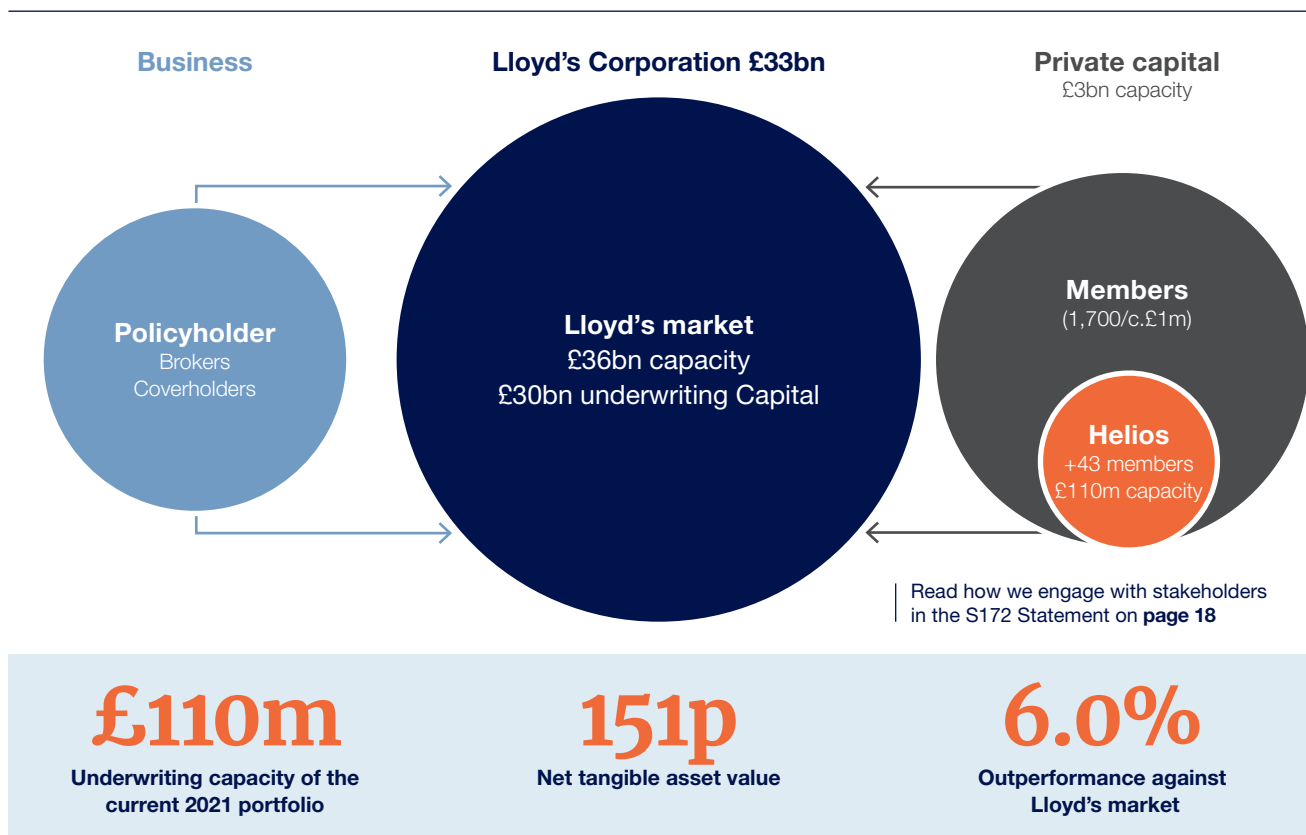 Business
Lloyd’s Corporation £33bn
Private capital
£3bn capacity
Policyholder
Brokers
Coverholders
Lloyd’s market
£36bn capacity
£30bn underwriting Capital
Members
(1,700/c.£1m)
Helios
+43 members
£110m capacity
Read how we engage with stakeholders
in the S172 Statement on page 18
£110m
Underwriting capacity of the
current 2021 portfolio
151p
Net tangible asset value
6.0%
Outperformance against
Lloyd’s market